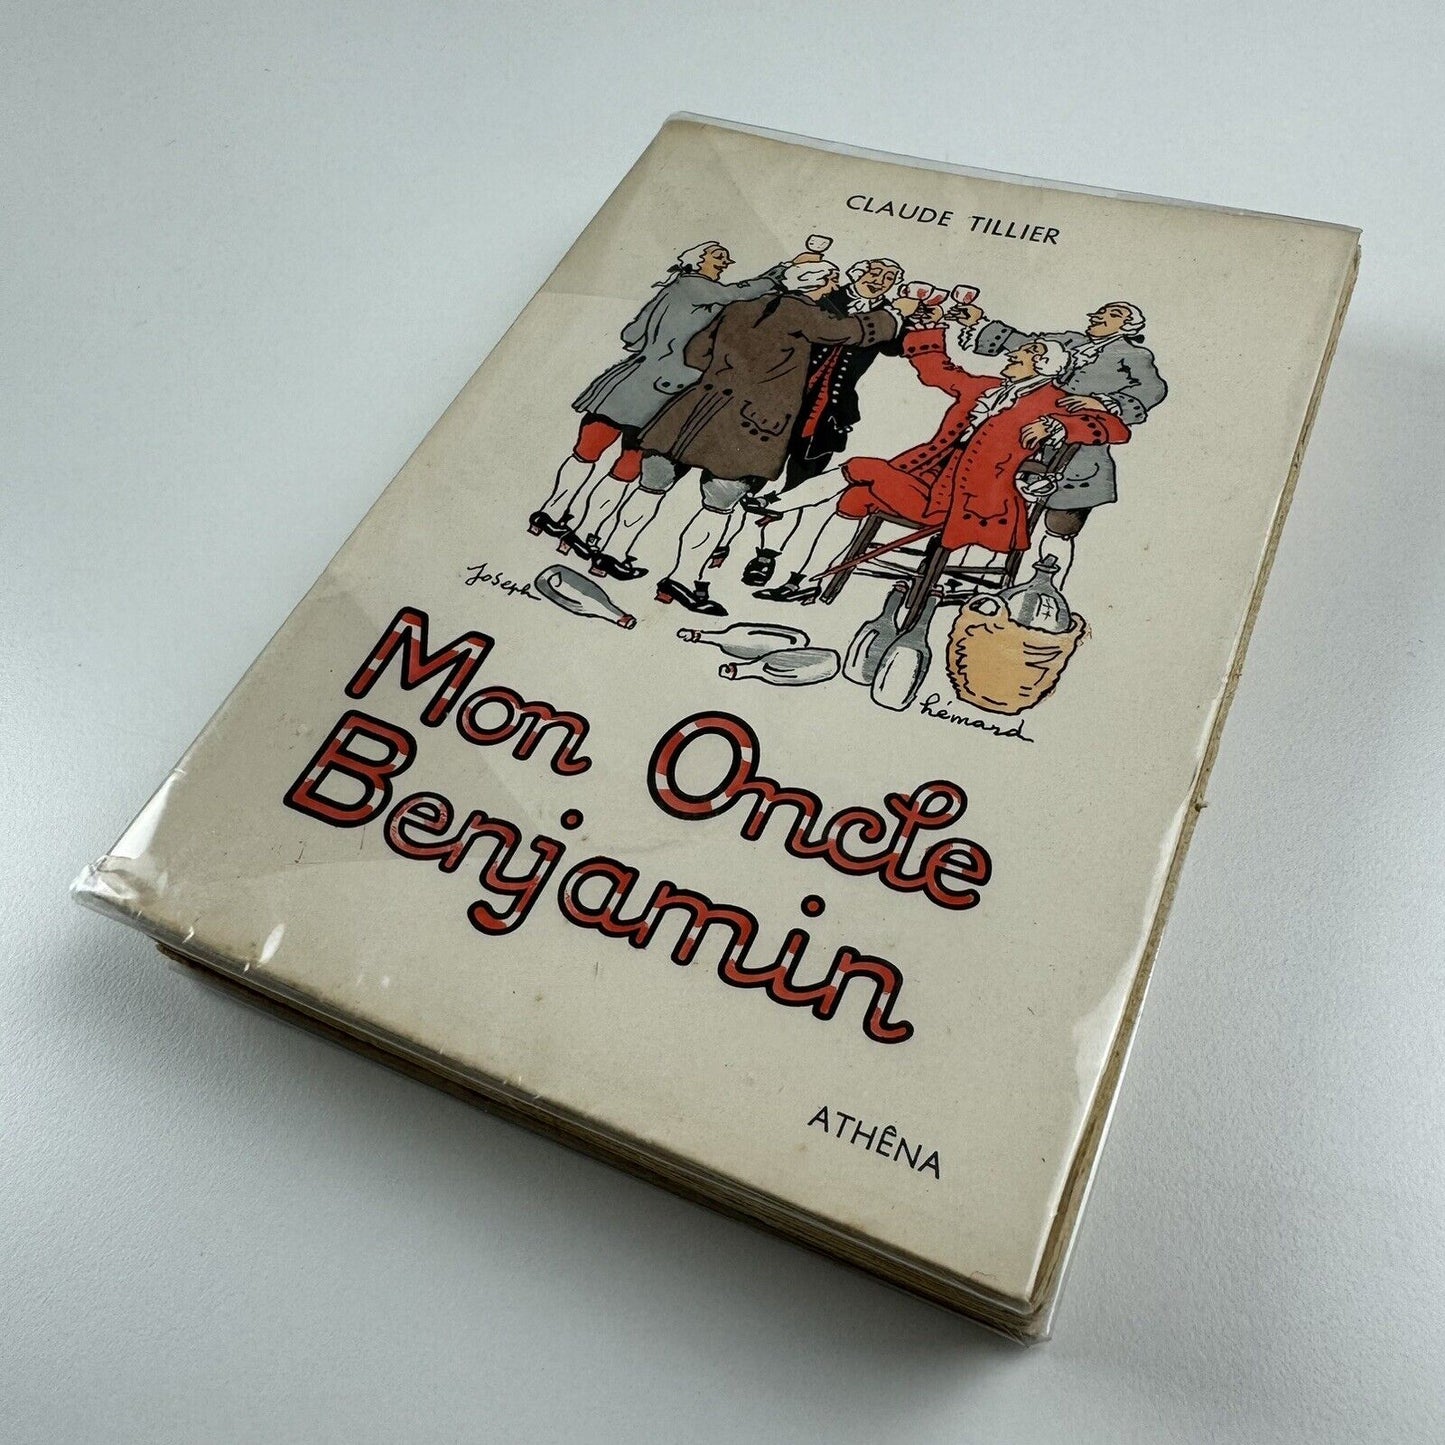 CLAUDE TILLIER
Joseph
hémard
Mon Oncle
Benjamin
ATHÊNA